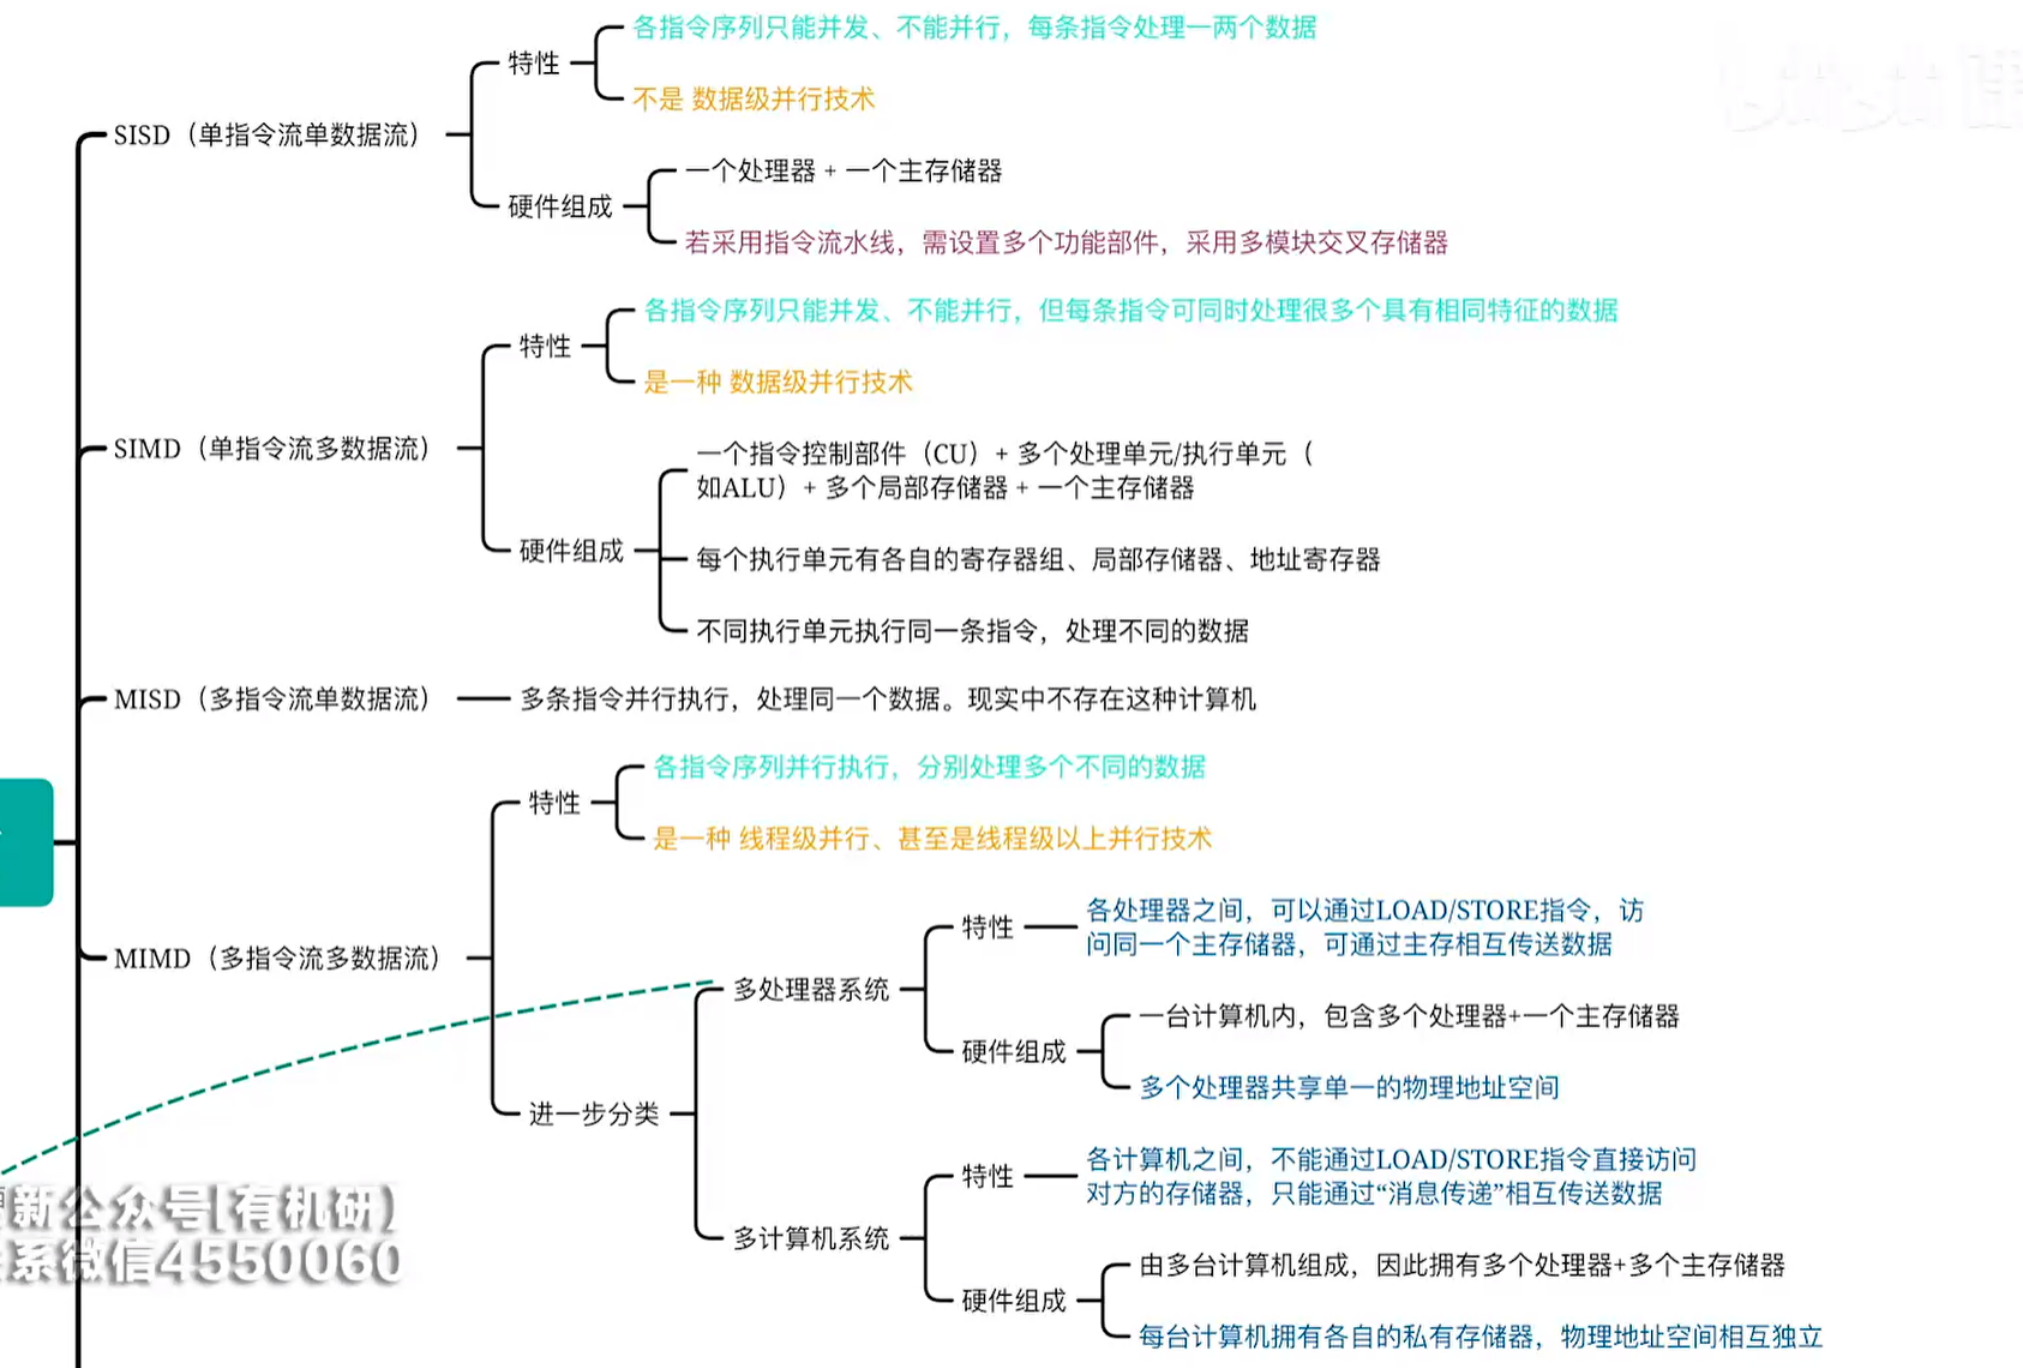 各指令序列只能并发、不能并行，每条指令处理一两个数据
特性
不是 数据级并行技术
SISD（单指令流单数据流）
一个处理器 + 一个主存储器
硬件组成
若采用指令流水线，需设置多个功能部件，采用多模块交叉存储器
各指令序列只能并发、不能并行，但每条指令可同时处理很多个具有相同特征的数据
特性
是一种 数据级并行技术
SIMD（单指令流多数据流）
一个指令控制部件（CU）+ 多个处理单元/执行单元（
如ALU）+ 多个局部存储器 + 一个主存储器
硬件组成
每个执行单元有各自的寄存器组、局部存储器、地址寄存器
不同执行单元执行同一条指令，处理不同的数据
MISD（多指令流单数据流）
多条指令并行执行，处理同一个数据。现实中不存在这种计算机
各指令序列并行执行，分别处理多个不同的数据
特性
是一种 线程级并行、甚至是线程级以上并行技术
MIMD（多指令流多数据流）
各处理器之间，可以通过LOAD/STORE指令，访
问同一个主存储器，可通过主存相互传送数据
特性
多处理器系统
一台计算机内，包含多个处理器+一个主存储器
硬件组成
多个处理器共享单一的物理地址空间
进一步分类
各计算机之间，不能通过LOAD/STORE指令直接访问
对方的存储器，只能通过“消息传递”相互传送数据
特性
多计算机系统
由多台计算机组成，因此拥有多个处理器+多个主存储器
硬件组成
每台计算机拥有各自的私有存储器，物理地址空间相互独立
新公众号[有机研]
系微信4550060